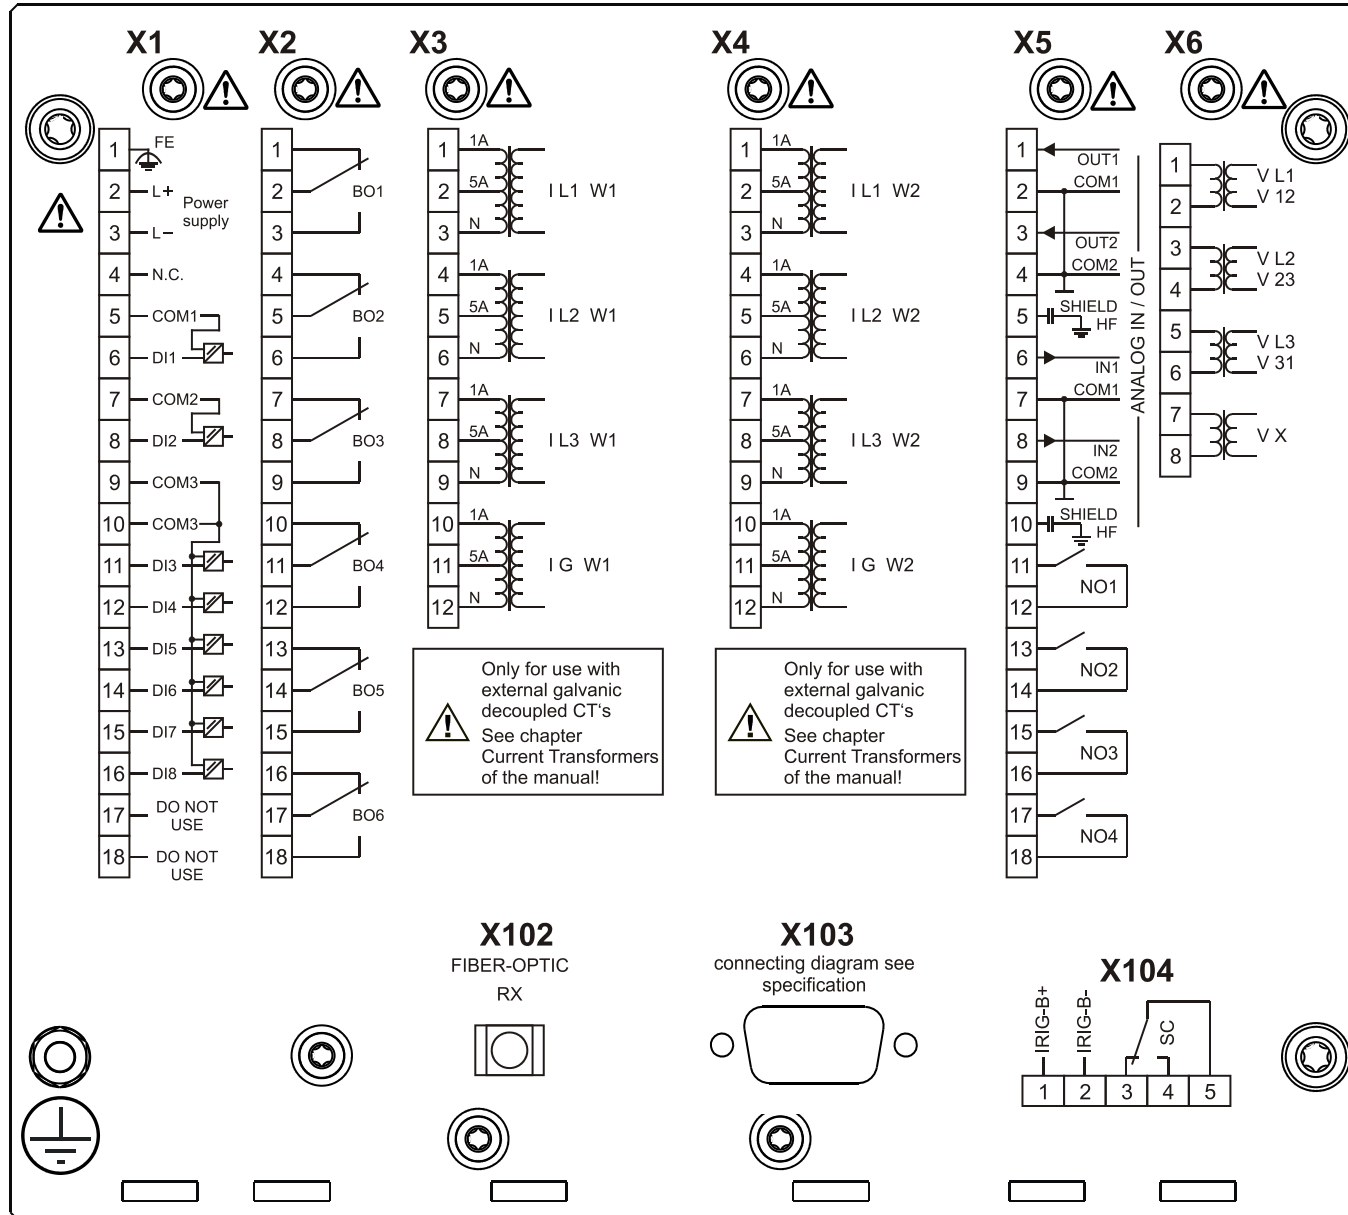 X1
1
FE
2
L+
Power
supply
3
L−
4
N.C.
5
COM1
6
DI1
7
COM2
8
DI2
9
COM3
10
COM3
11
DI3
12
DI4
13
DI5
14
DI6
15
DI7
16
DI8
17
DO NOT
USE
18
DO NOT
USE
X2
1
2
BO1
3
4
5
BO2
6
7
8
BO3
9
10
11
BO4
12
13
14
BO5
15
16
17
BO6
18
X3
1 1A
2 5A I L1 W1
3 N
4 1A
5 5A I L2 W1
6 N
7 1A
8 5A I L3 W1
9 N
10 1A
11 5A I G W1
12 N
Only for use with
external galvanic
decoupled CT‘s
See chapter
Current Transformers
of the manual!
X4
1 1A
2 5A I L1 W2
3 N
4 1A
5 5A I L2 W2
6 N
7 1A
8 5A I L3 W2
9 N
10 1A
11 5A I G W2
12 N
Only for use with
external galvanic
decoupled CT‘s
See chapter
Current Transformers
of the manual!
X5
1
OUT1
2
COM1
3
OUT2
4
COM2
5
SHIELD
HF
6
IN1
7
COM1
8
IN2
9
COM2
10
SHIELD
HF
ANALOG IN / OUT
11
NO1
12
13
NO2
14
15
NO3
16
17
NO4
18
X6
1
V L1
2
V 12
3
V L2
4
V 23
5
V L3
6
V 31
7
V X
8
X102
FIBER-OPTIC
RX
X103
connecting diagram see
specification
X104
IRIG-B+
IRIG-B-
SC
1 2 3 4 5